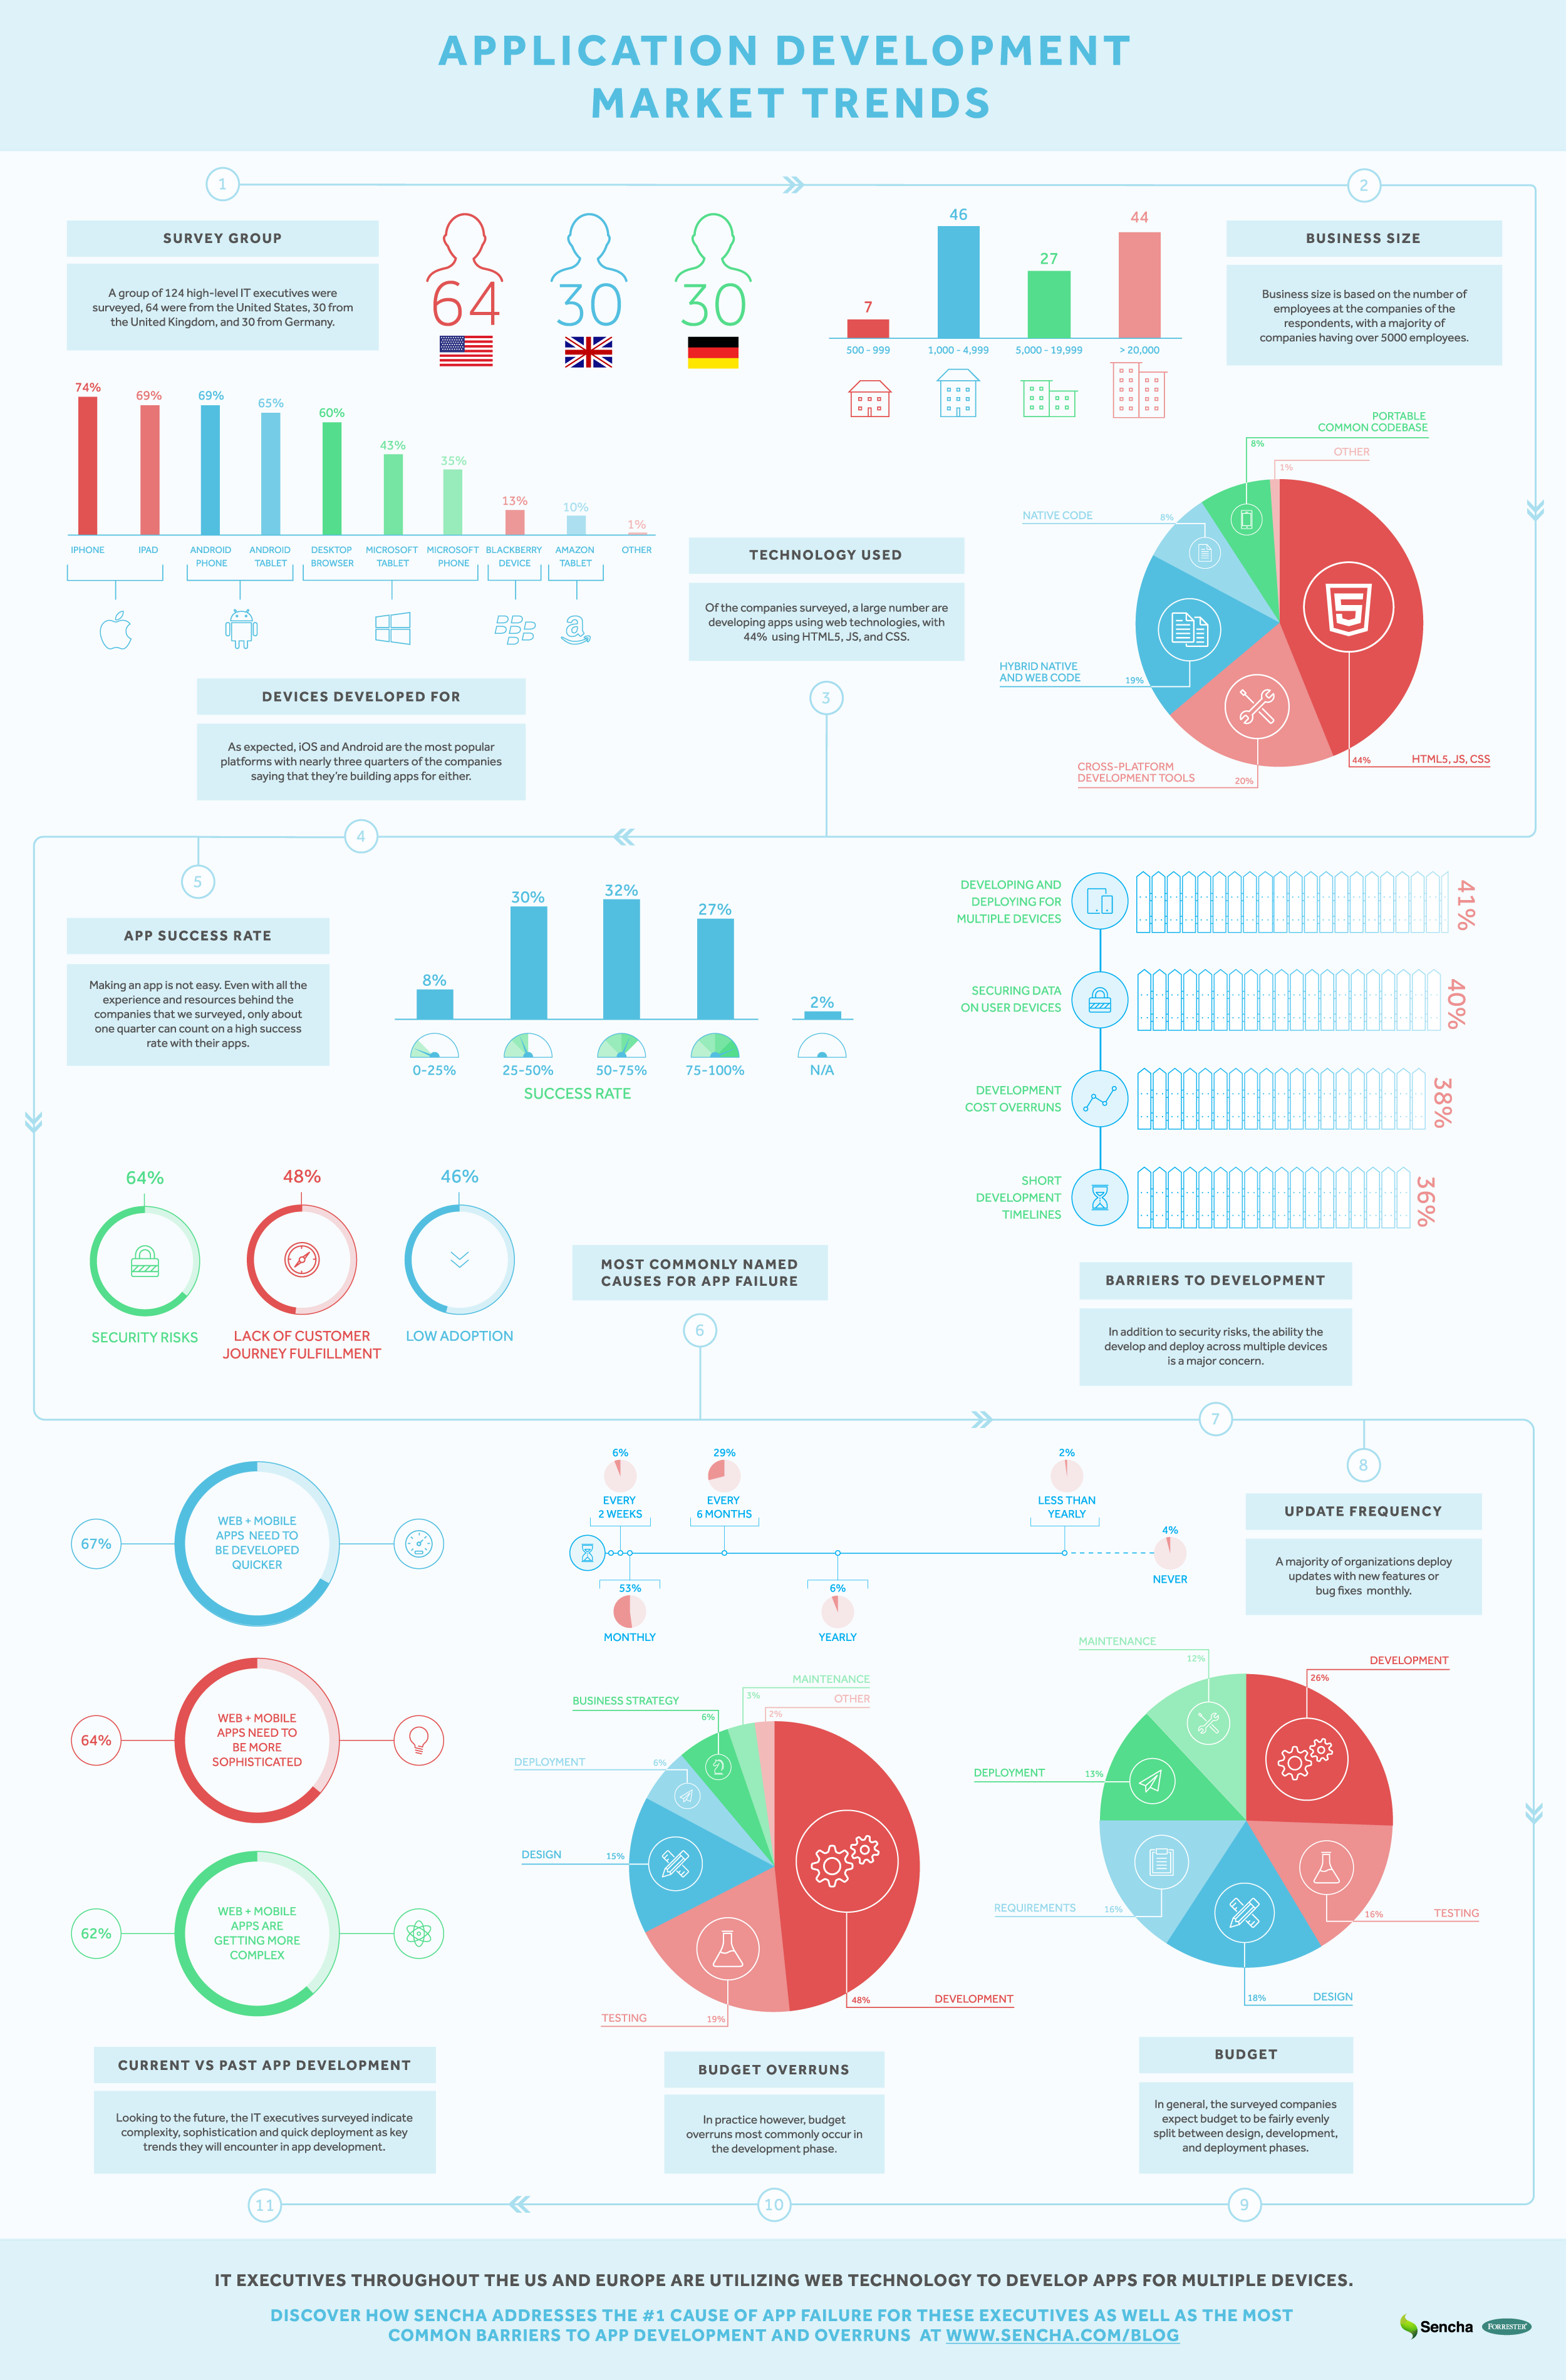 APPLICATION DEVELOPMENT
MARKET TRENDS
1
2
SURVEY GROUP
A group of 124 high-level IT executives were
surveyed, 64 were from the United States, 30 from
the United Kingdom, and 30 from Germany.
64
30
30
7
46
27
44
500 - 999
1,000 - 4,999
5,000 - 19,999
> 20,000
BUSINESS SIZE
Business size is based on the number of
employees at the companies of the
respondents, with a majority of
companies having over 5000 employees.
74%
69%
69%
65%
60%
43%
35%
13%
10%
1%
IPHONE
IPAD
ANDROID
PHONE
ANDROID
TABLET
DESKTOP
BROWSER
MICROSOFT
TABLET
MICROSOFT
PHONE
BLACKBERRY
DEVICE
AMAZON
TABLET
OTHER
a
DEVICES DEVELOPED FOR
As expected, iOS and Android are the most popular
platforms with nearly three quarters of the companies
saying that they're building apps for either.
TECHNOLOGY USED
Of the companies surveyed, a large number are
developing apps using web technologies, with
44% using HTML5, JS, and CSS.
3
PORTABLE
COMMON CODEBASE
8%
OTHER
1%
NATIVE CODE
8%
HYBRID NATIVE
AND WEB CODE
19%
CROSS-PLATFORM
DEVELOPMENT TOOLS
20%
5
44%
HTML5, JS, CSS
4
5
APP SUCCESS RATE
Making an app is not easy. Even with all the
experience and resources behind the
companies that we surveyed, only about
one quarter can count on a high success
rate with their apps.
8%
30%
32%
27%
2%
0-25%
25-50%
50-75%
75-100%
N/A
SUCCESS RATE
DEVELOPING AND
DEPLOYING FOR
MULTIPLE DEVICES
41%
SECURING DATA
ON USER DEVICES
40%
DEVELOPMENT
COST OVERRUNS
38%
SHORT
DEVELOPMENT
TIMELINES
36%
64%
48%
46%
SECURITY RISKS
LACK OF CUSTOMER
JOURNEY FULFILLMENT
LOW ADOPTION
MOST COMMONLY NAMED
CAUSES FOR APP FAILURE
6
BARRIERS TO DEVELOPMENT
In addition to security risks, the ability the
develop and deploy across multiple devices
is a major concern.
7
8
67%
WEB + MOBILE
APPS NEED TO
BE DEVELOPED
QUICKER
64%
WEB + MOBILE
APPS NEED TO
BE MORE
SOPHISTICATED
62%
WEB + MOBILE
APPS ARE
GETTING MORE
COMPLEX
6%
EVERY
2 WEEKS
29%
EVERY
6 MONTHS
2%
LESS THAN
YEARLY
4%
NEVER
53%
MONTHLY
6%
YEARLY
UPDATE FREQUENCY
A majority of organizations deploy
updates with new features or
bug fixes monthly.
MAINTENANCE
3%
OTHER
2%
BUSINESS STRATEGY
6%
DEPLOYMENT
6%
DESIGN
15%
TESTING
19%
48%
DEVELOPMENT
MAINTENANCE
12%
DEVELOPMENT
26%
DEPLOYMENT
13%
REQUIREMENTS
16%
16%
TESTING
18%
DESIGN
CURRENT VS PAST APP DEVELOPMENT
Looking to the future, the IT executives surveyed indicate
complexity, sophistication and quick deployment as key
trends they will encounter in app development.
BUDGET OVERRUNS
In practice however, budget
overruns most commonly occur in
the development phase.
BUDGET
In general, the surveyed companies
expect budget to be fairly evenly
split between design, development,
and deployment phases.
11
10
9
IT EXECUTIVES THROUGHOUT THE US AND EUROPE ARE UTILIZING WEB TECHNOLOGY TO DEVELOP APPS FOR MULTIPLE DEVICES.
DISCOVER HOW SENCHA ADDRESSES THE #1 CAUSE OF APP FAILURE FOR THESE EXECUTIVES AS WELL AS THE MOST
COMMON BARRIERS TO APP DEVELOPMENT AND OVERRUNS AT WWW.SENCHA.COM/BLOG
Sencha
FORRESTER